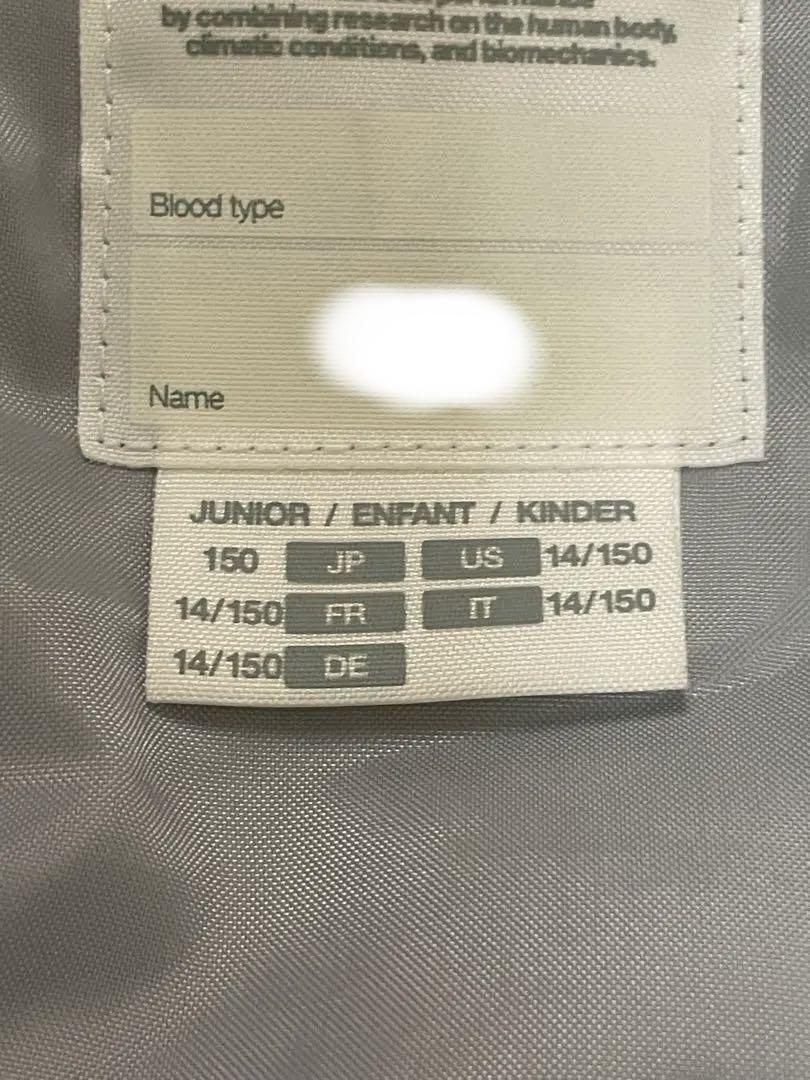 by combining research on the human body,
climatic conditions, and biomechanics.
Blood type
Name
JUNIOR / ENFANT / KINDER
150 JP US 14/150
14/150 FR IT 14/150
14/150 DE